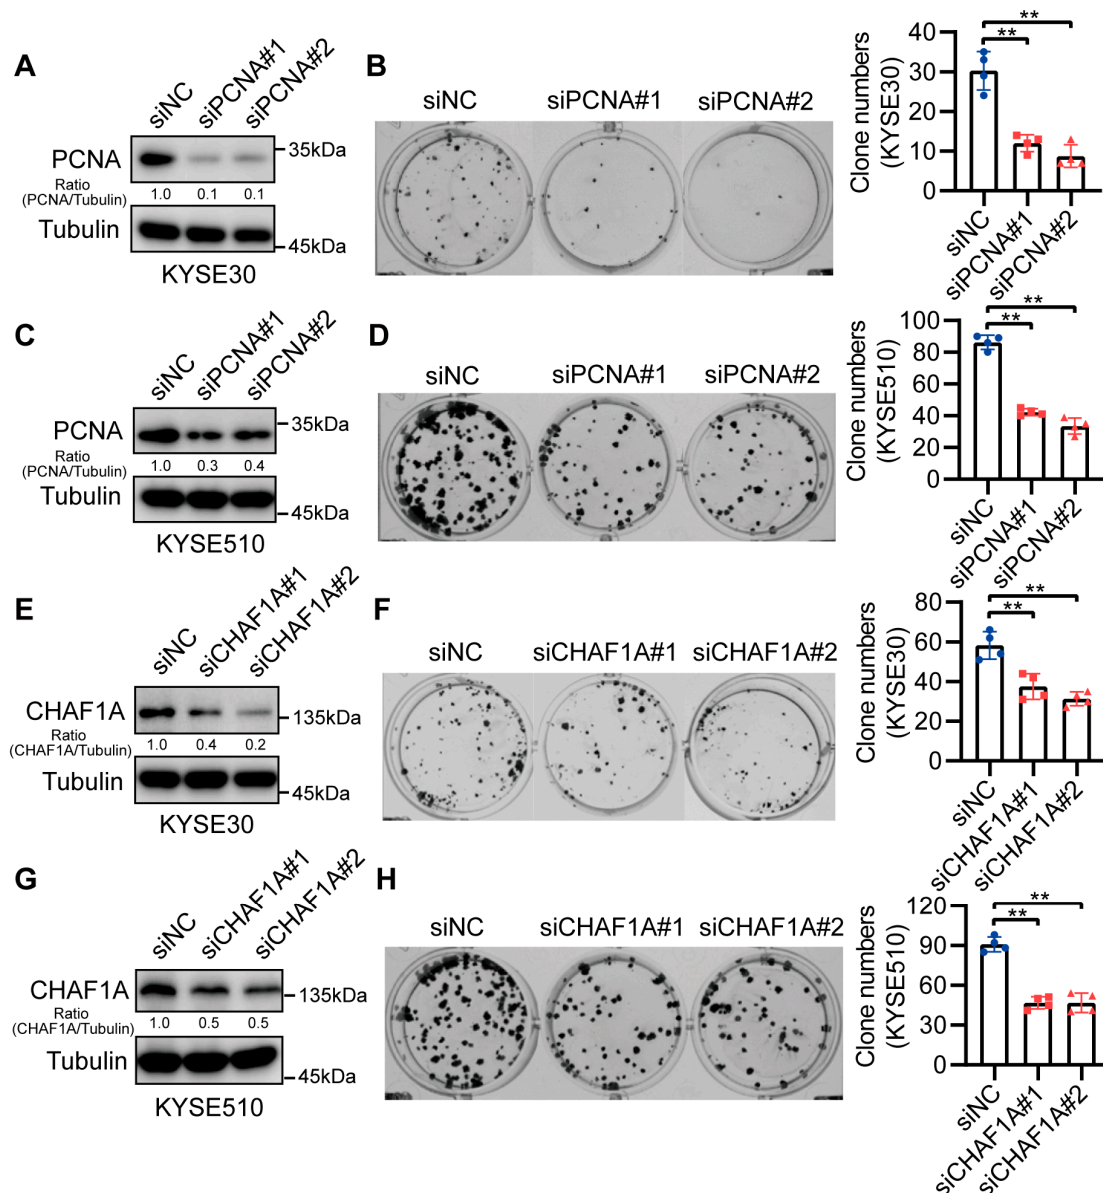 A
siNC
siPCNA#1
siPCNA#2
PCNA
35kDa
Ratio
(PCNA/Tubulin)
1.0 0.1 0.1
Tubulin
45kDa
KYSE30
B
siNC siPCNA#1 siPCNA#2
Clone numbers
(KYSE30)
40
30
20
10
0
**
**
siNC
siPCNA#1
siPCNA#2
C
siNC
siPCNA#1
siPCNA#2
PCNA
35kDa
Ratio
(PCNA/Tubulin)
1.0 0.3 0.4
Tubulin
45kDa
KYSE510
D
siNC siPCNA#1 siPCNA#2
Clone numbers
(KYSE510)
100
80
60
40
20
0
**
**
siNC
siPCNA#1
siPCNA#2
E
siNC
siCHAF1A#1
siCHAF1A#2
CHAF1A
135kDa
Ratio
(CHAF1A/Tubulin)
1.0 0.4 0.2
Tubulin
45kDa
KYSE30
F
siNC siCHAF1A#1 siCHAF1A#2
Clone numbers
(KYSE30)
80
60
40
20
0
**
**
siNC
siCHAF1A#1
siCHAF1A#2
G
siNC
siCHAF1A#1
siCHAF1A#2
CHAF1A
135kDa
Ratio
(CHAF1A/Tubulin)
1.0 0.5 0.5
Tubulin
45kDa
KYSE510
H
siNC siCHAF1A#1 siCHAF1A#2
Clone numbers
(KYSE510)
120
90
60
30
0
**
**
siNC
siCHAF1A#1
siCHAF1A#2